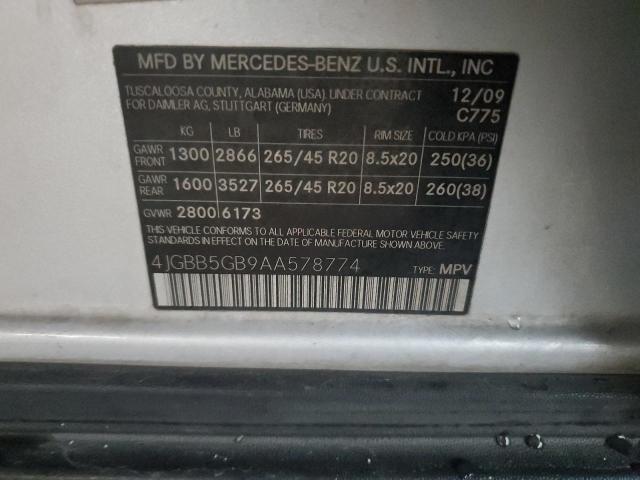 MFD BY MERCEDES-BENZ U.S. INTL., INC
TUSCALOOSA COUNTY, ALABAMA (USA) UNDER CONTRACT 12/09
FOR DAIMLER AG, STUTTGART (GERMANY) C775
KG LB TIRES RIM SIZE COLD KPA (PSI)
GAWR FRONT 1300 2866 265/45 R20 8.5x20 250(36)
GAWR REAR 1600 3527 265/45 R20 8.5x20 260(38)
GVWR 2800 6173
THIS VEHICLE CONFORMS TO ALL APPLICABLE FEDERAL MOTOR VEHICLE SAFETY
STANDARDS IN EFFECT ON THE DATE OF MANUFACTURE SHOWN ABOVE.
4JGBB5GB9AA578774 TYPE: MPV